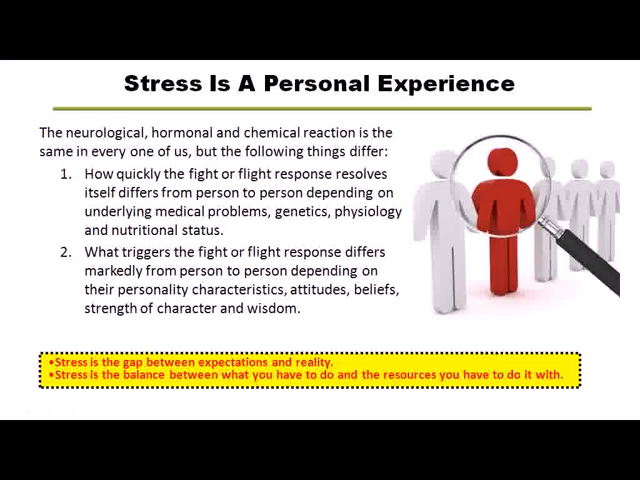 Stress Is A Personal Experience
The neurological, hormonal and chemical reaction is the
same in every one of us, but the following things differ:
1. How quickly the fight or flight response resolves
itself differs from person to person depending on
underlying medical problems, genetics, physiology
and nutritional status.
2. What triggers the fight or flight response differs
markedly from person to person depending on
their personality characteristics, attitudes, beliefs,
strength of character and wisdom.
•Stress is the gap between expectations and reality.
•Stress is the balance between what you have to do and the resources you have to do it with.